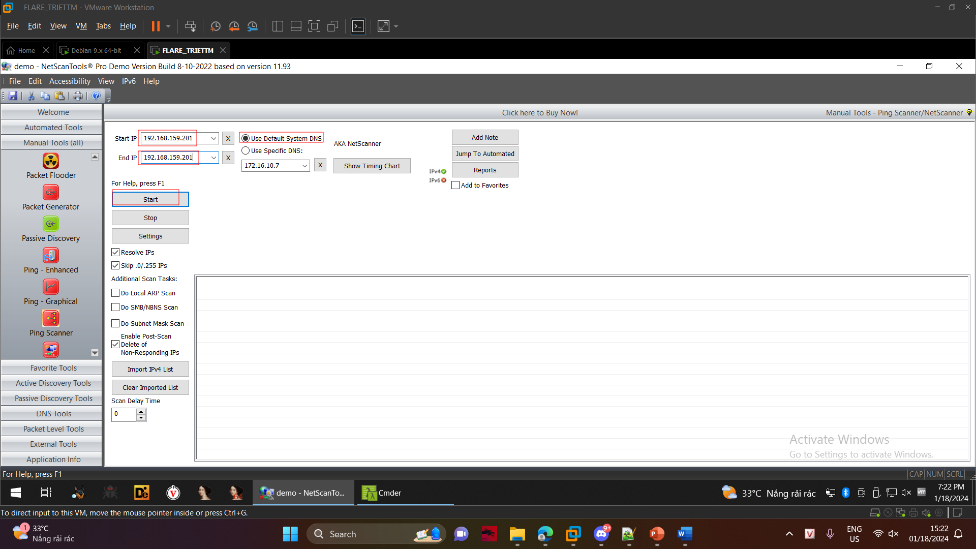 FLARE_TRIETTM - VMware Workstation
File Edit View VM Tabs Help
Home Debian 9.x 64-bit FLARE_TRIETTM
demo - NetScanTools® Pro Demo Version Build 8-10-2022 based on version 11.93
File Edit Accessibility View IPv6 Help
Welcome
Automated Tools
Manual Tools (all)
Packet Flooder
Packet Generator
Passive Discovery
Ping - Enhanced
Ping - Graphical
Ping Scanner
Favorite Tools
Active Discovery Tools
Passive Discovery Tools
DNS Tools
Packet Level Tools
External Tools
Application Info
Click here to Buy Now!
Manual Tools - Ping Scanner/NetScanner
Start IP 192.168.159.201 X
End IP 192.168.159.201 X
Use Default System DNS
Use Specific DNS:
172.16.10.7 X
AKA NetScanner
Show Timing Chart
IPv4
IPv6
Add Note
Jump To Automated
Reports
Add to Favorites
For Help, press F1
Start
Stop
Settings
Resolve IPs
Skip .0/.255 IPs
Additional Scan Tasks:
Do Local ARP Scan
Do SMB/NBNS Scan
Do Subnet Mask Scan
Enable Post-Scan
Delete of
Non-Responding IPs
Import IPv4 List
Clear Imported List
Scan Delay Time
0
Activate Windows
Go to Settings to activate Windows.
For Help, press F1
CAP NUM SCRL
demo - NetScanTo...
Cmder
33°C Nắng rải rác
7:22 PM
1/18/2024
To direct input to this VM, move the mouse pointer inside or press Ctrl+G.
33°C
Nắng rải rác
Search
ENG
US
15:22
01/18/2024